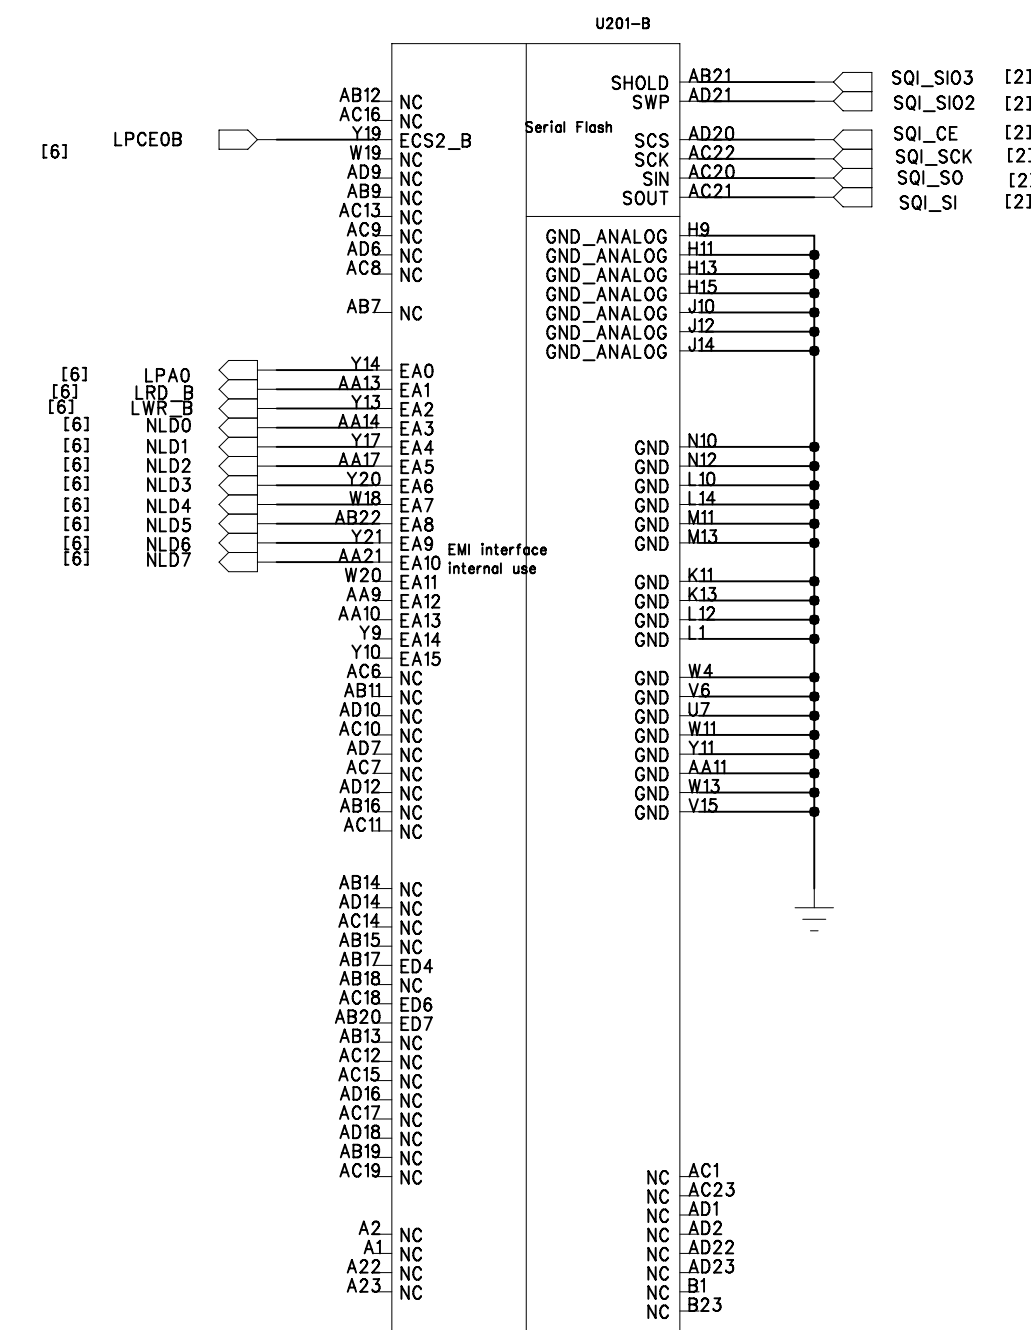 U201-B
AB12 NC
AC16 NC
[6] LPCE0B Y19 ECS2_B
W19 NC
AD9 NC
AB9 NC
AC13 NC
AC9 NC
AD6 NC
AC8 NC
AB7 NC
[6] LPA0 Y14 EA0
[6] LRD_B AA13 EA1
[6] LWR_B Y13 EA2
[6] NLD0 AA14 EA3
[6] NLD1 Y17 EA4
[6] NLD2 AA17 EA5
[6] NLD3 Y20 EA6
[6] NLD4 W18 EA7
[6] NLD5 AB22 EA8
[6] NLD6 Y21 EA9
[6] NLD7 AA21 EA10
W20 EA11
AA9 EA12
AA10 EA13
Y9 EA14
Y10 EA15
EMI interface
internal use
AC6 NC
AB11 NC
AD10 NC
AC10 NC
AD7 NC
AC7 NC
AD12 NC
AB16 NC
AC11 NC
AB14 NC
AD14 NC
AC14 NC
AB15 NC
AB17 ED4
AB18 NC
AC18 ED6
AB20 ED7
AB13 NC
AC12 NC
AC15 NC
AD16 NC
AC17 NC
AD18 NC
AB19 NC
AC19 NC
A2 NC
A1 NC
A22 NC
A23 NC
Serial Flash
SHOLD AB21 SQI_SIO3 [2]
SWP AD21 SQI_SIO2 [2]
SCS AD20 SQI_CE [2]
SCK AC22 SQI_SCK [2]
SIN AC20 SQI_SO [2]
SOUT AC21 SQI_SI [2]
GND_ANALOG H9
GND_ANALOG H11
GND_ANALOG H13
GND_ANALOG H15
GND_ANALOG J10
GND_ANALOG J12
GND_ANALOG J14
GND N10
GND N12
GND L10
GND L14
GND M11
GND M13
GND K11
GND K13
GND L12
GND L1
GND W4
GND V6
GND U7
GND W11
GND Y11
GND AA11
GND W13
GND V15
NC AC1
NC AC23
NC AD1
NC AD2
NC AD22
NC AD23
NC B1
NC B23